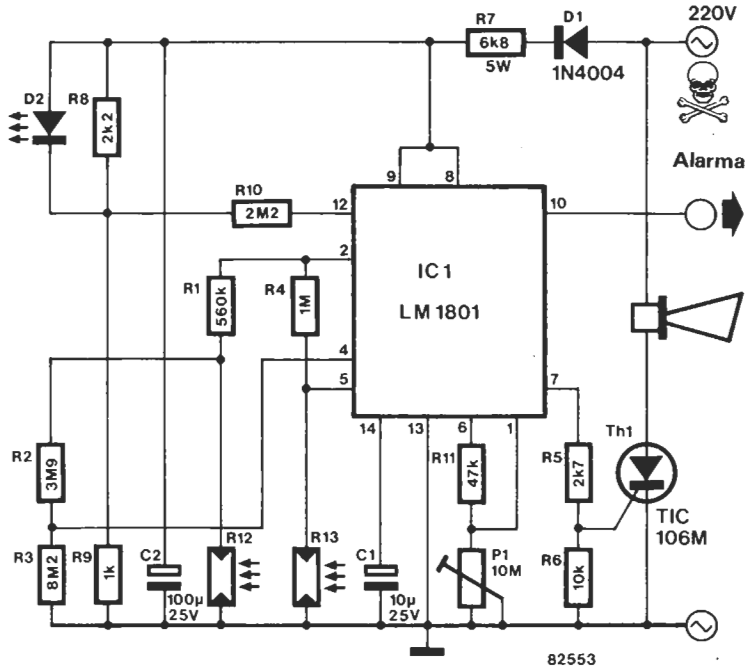 220V
R7
6k8
5W
D1
1N4004
D2
R8
2k2
Alarma
9
8
R10
2M2
12
10
2
IC1
LM1801
R1
560k
R4
1M
4
5
7
14
13
6
1
R2
3M9
R11
47k
R5
2k7
Th1
TIC
106M
R3
8M2
R9
1k
C2
100µ
25V
R12
R13
C1
10µ
25V
P1
10M
R6
10k
82553